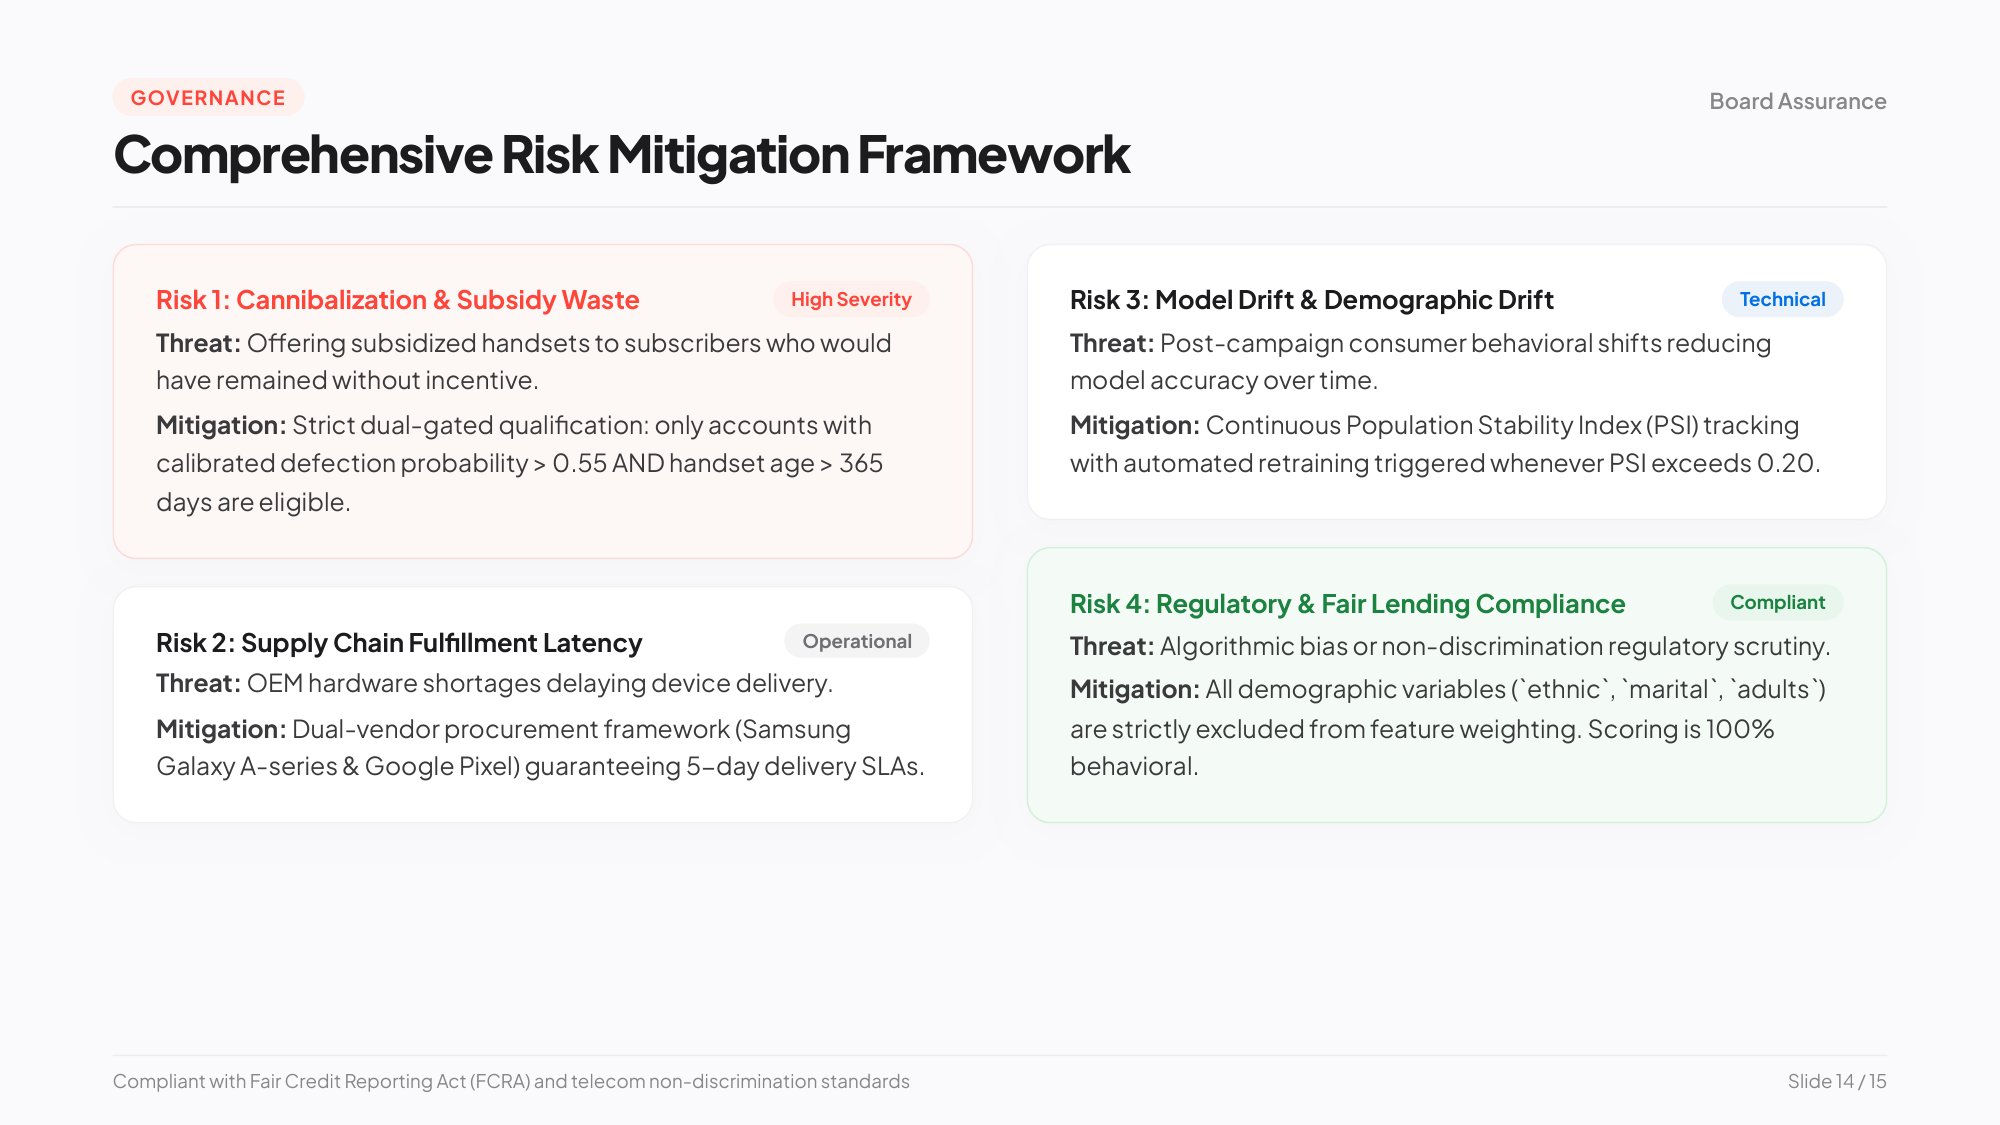 GOVERNANCE
Board Assurance
Comprehensive Risk Mitigation Framework
Risk 1: Cannibalization & Subsidy Waste
High Severity
Threat: Offering subsidized handsets to subscribers who would
have remained without incentive.
Mitigation: Strict dual-gated qualification: only accounts with
calibrated defection probability > 0.55 AND handset age > 365
days are eligible.
Risk 2: Supply Chain Fulfillment Latency
Operational
Threat: OEM hardware shortages delaying device delivery.
Mitigation: Dual-vendor procurement framework (Samsung
Galaxy A-series & Google Pixel) guaranteeing 5-day delivery SLAs.
Risk 3: Model Drift & Demographic Drift
Technical
Threat: Post-campaign consumer behavioral shifts reducing
model accuracy over time.
Mitigation: Continuous Population Stability Index (PSI) tracking
with automated retraining triggered whenever PSI exceeds 0.20.
Risk 4: Regulatory & Fair Lending Compliance
Compliant
Threat: Algorithmic bias or non-discrimination regulatory scrutiny.
Mitigation: All demographic variables (`ethnic`, `marital`, `adults`)
are strictly excluded from feature weighting. Scoring is 100%
behavioral.
Compliant with Fair Credit Reporting Act (FCRA) and telecom non-discrimination standards
Slide 14 / 15